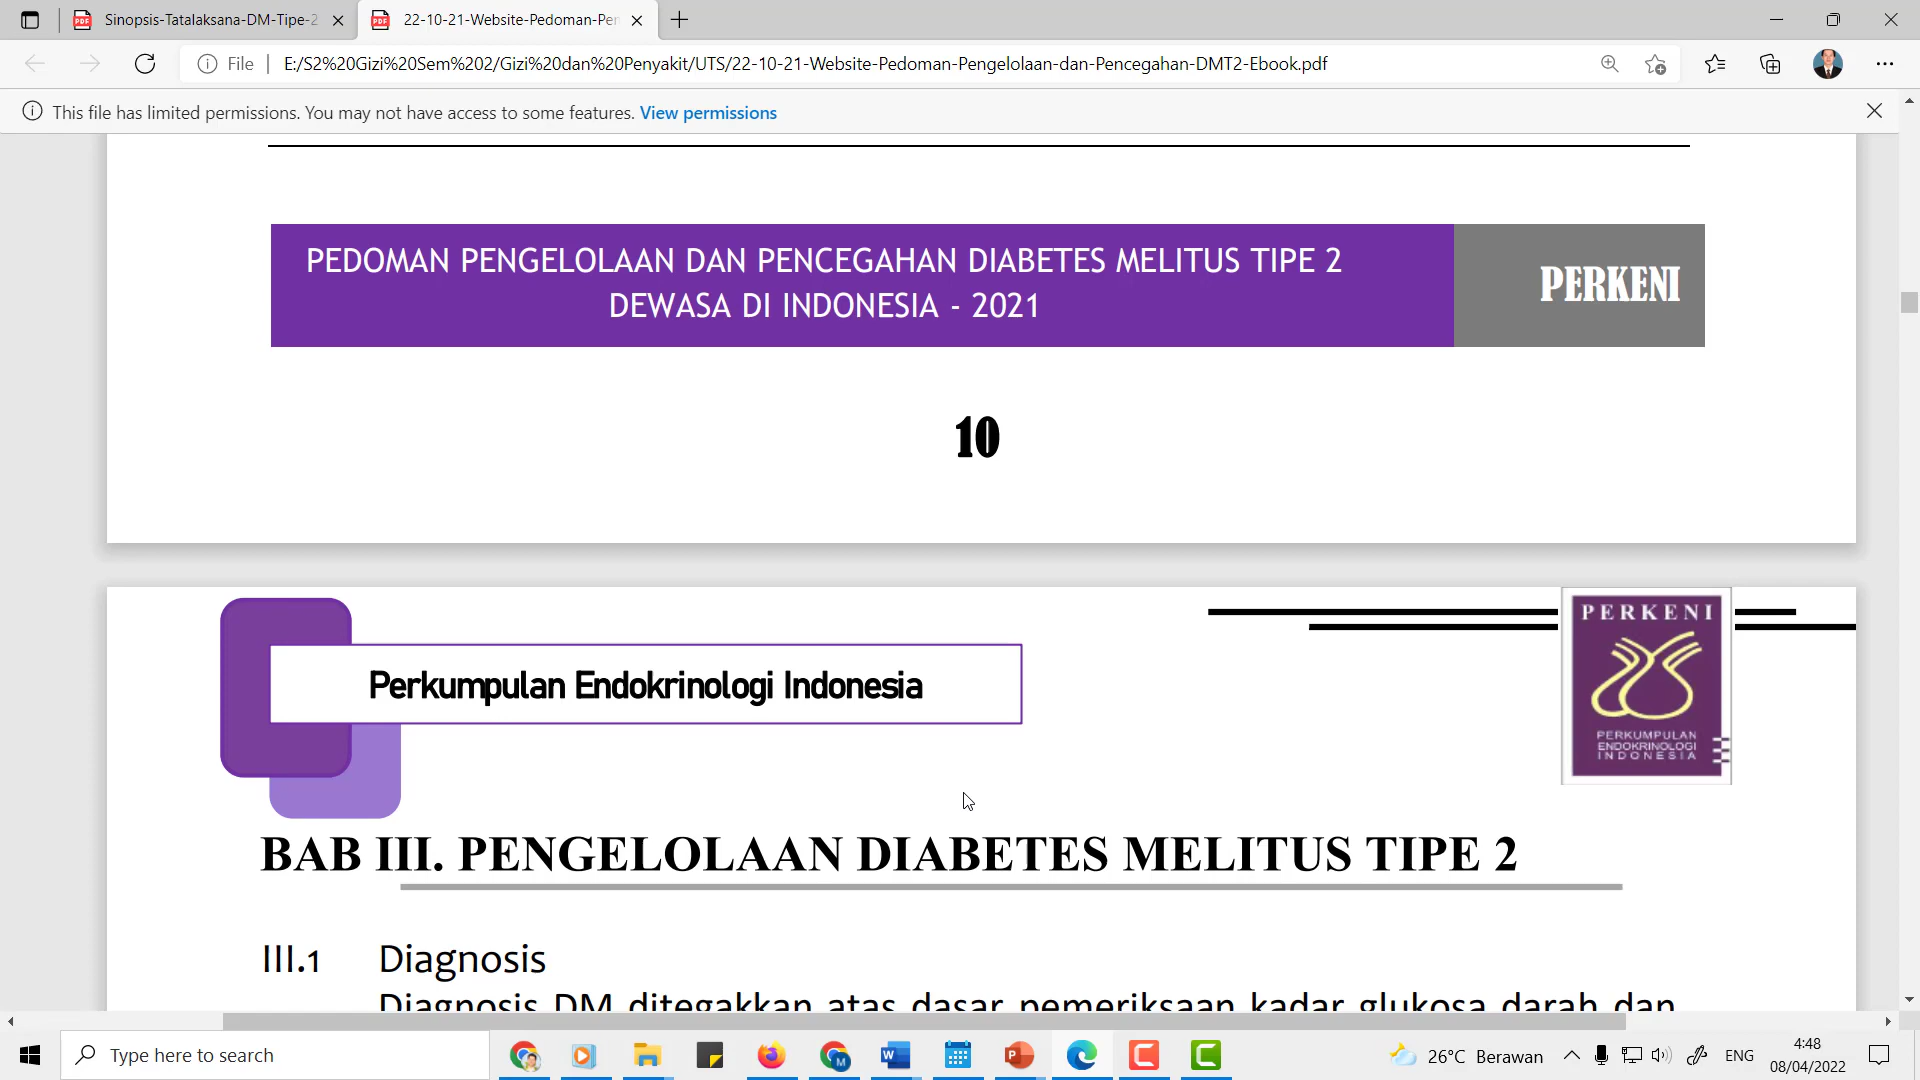 Sinopsis-Tatalaksana-DM-Tipe-2
22-10-21-Website-Pedoman-Pen
File
E:/S2%20Gizi%20Sem%202/Gizi%20dan%20Penyakit/UTS/22-10-21-Website-Pedoman-Pengelolaan-dan-Pencegahan-DMT2-Ebook.pdf
This file has limited permissions. You may not have access to some features. View permissions
PEDOMAN PENGELOLAAN DAN PENCEGAHAN DIABETES MELITUS TIPE 2
DEWASA DI INDONESIA - 2021
PERKENI
10
Perkumpulan Endokrinologi Indonesia
PERKENI
PERKUMPULAN
ENDOKRINOLOGI
INDONESIA
BAB III. PENGELOLAAN DIABETES MELITUS TIPE 2
III.1 Diagnosis
Diagnosis DM ditegakkan atas dasar pemeriksaan kadar glukosa darah dan
Type here to search
26°C Berawan
ENG
4:48
08/04/2022